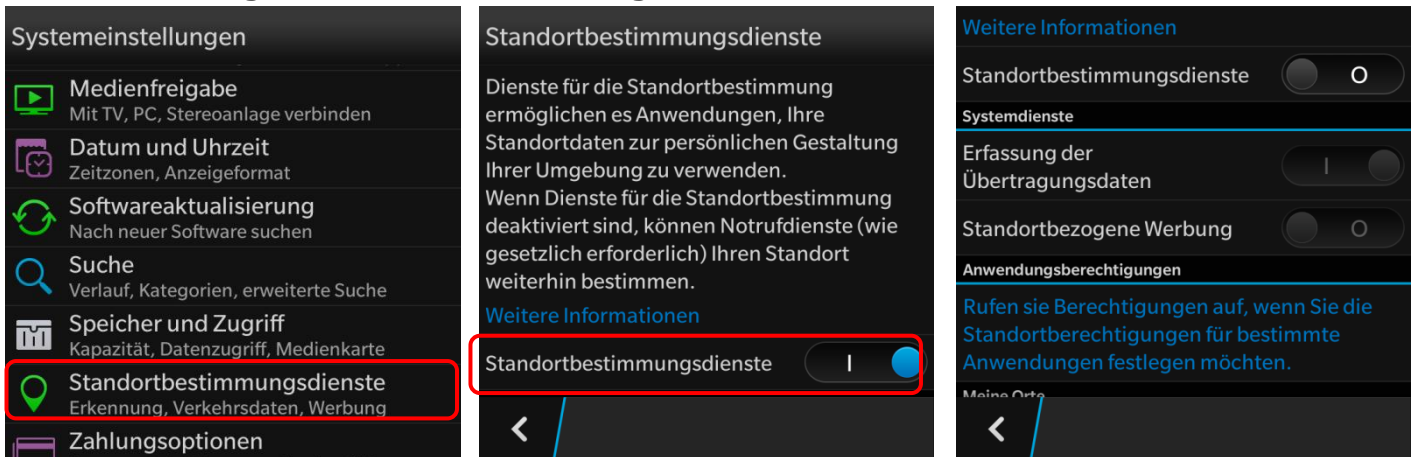 Systemeinstellungen
Medienfreigabe
Mit TV, PC, Stereoanlage verbinden
Datum und Uhrzeit
Zeitzonen, Anzeigeformat
Softwareaktualisierung
Nach neuer Software suchen
Suche
Verlauf, Kategorien, erweiterte Suche
Speicher und Zugriff
Kapazität, Datenzugriff, Medienkarte
Standortbestimmungsdienste
Erkennung, Verkehrsdaten, Werbung
Zahlungsoptionen
Standortbestimmungsdienste
Dienste für die Standortbestimmung
ermöglichen es Anwendungen, Ihre
Standortdaten zur persönlichen Gestaltung
Ihrer Umgebung zu verwenden.
Wenn Dienste für die Standortbestimmung
deaktiviert sind, können Notrufdienste (wie
gesetzlich erforderlich) Ihren Standort
weiterhin bestimmen.
Weitere Informationen
Standortbestimmungsdienste
Weitere Informationen
Standortbestimmungsdienste
Systemdienste
Erfassung der
Übertragungsdaten
Standortbezogene Werbung
Anwendungsberechtigungen
Rufen sie Berechtigungen auf, wenn Sie die
Standortberechtigungen für bestimmte
Anwendungen festlegen möchten.
Meine Orte